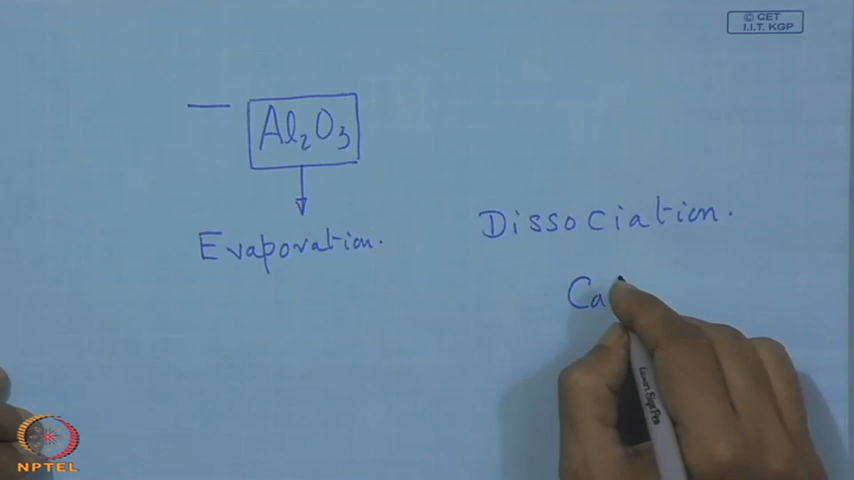 © CET
I.I.T. KGP
Al₂O₃
Evaporation.
Dissociation.
Ca
NPTEL